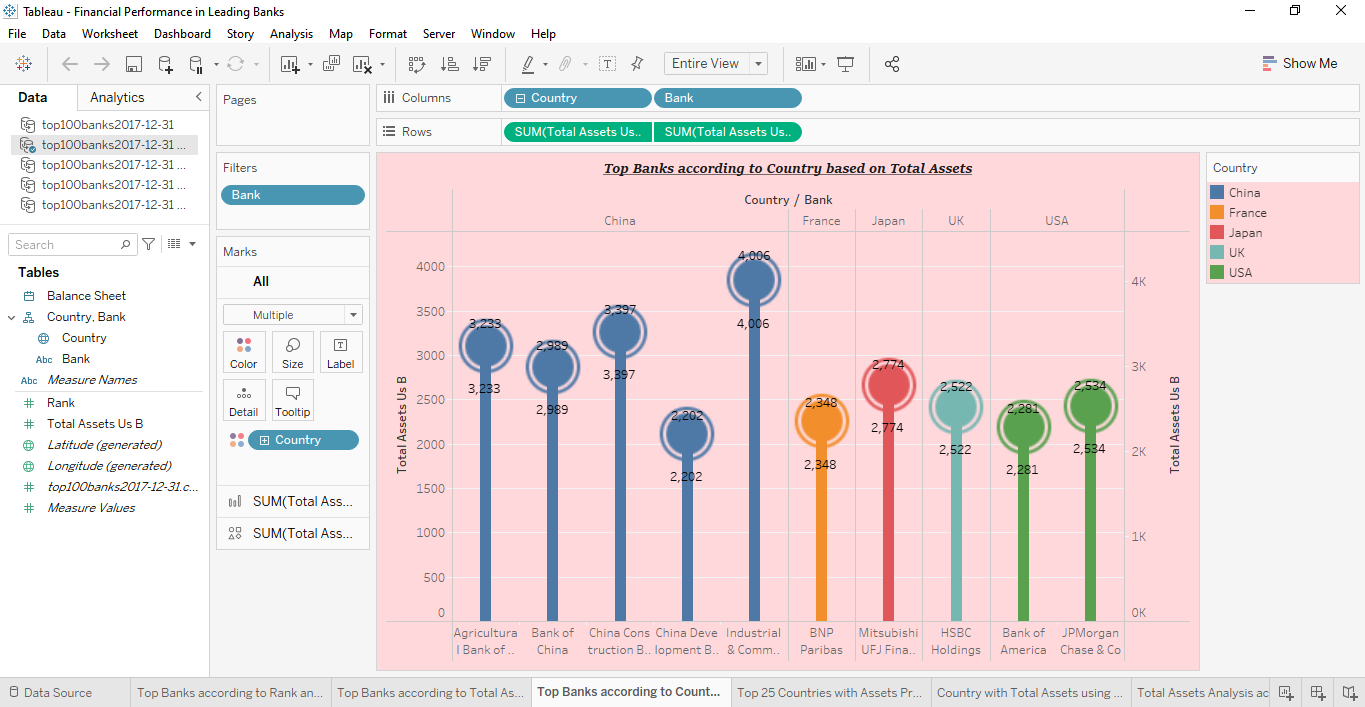 Tableau - Financial Performance in Leading Banks
File Data Worksheet Dashboard Story Analysis Map Format Server Window Help
Entire View
Show Me
Data Analytics
top100banks2017-12-31
top100banks2017-12-31 ...
top100banks2017-12-31 ...
top100banks2017-12-31 ...
top100banks2017-12-31 ...
Search
Tables
Balance Sheet
Country, Bank
Country
Abc Bank
Abc Measure Names
Rank
Total Assets Us B
Latitude (generated)
Longitude (generated)
top100banks2017-12-31.c...
Measure Values
Pages
Filters
Bank
Marks
All
Multiple
Color Size Label
Detail Tooltip
Country
SUM(Total Ass...
SUM(Total Ass...
Columns Country Bank
Rows SUM(Total Assets Us.. SUM(Total Assets Us..
Top Banks according to Country based on Total Assets
Country / Bank
China France Japan UK USA
Total Assets Us B
4000
3500
3000
2500
2000
1500
1000
500
0
3,233
3,233
2,989
2,989
3,397
3,397
2,202
2,202
4,006
4,006
2,348
2,348
2,774
2,774
2,522
2,522
2,281
2,281
2,534
2,534
4K
3K
2K
1K
0K
Total Assets Us B
Agricultura
l Bank of ..
Bank of
China
China Cons
truction B..
China Deve
lopment B..
Industrial
& Comm..
BNP
Paribas
Mitsubishi
UFJ Fina..
HSBC
Holdings
Bank of
America
JPMorgan
Chase & Co
Country
China
France
Japan
UK
USA
Data Source Top Banks according to Rank an... Top Banks according to Total As... Top Banks according to Count... Top 25 Countries with Assets Pr... Country with Total Assets using ... Total Assets Analysis ac